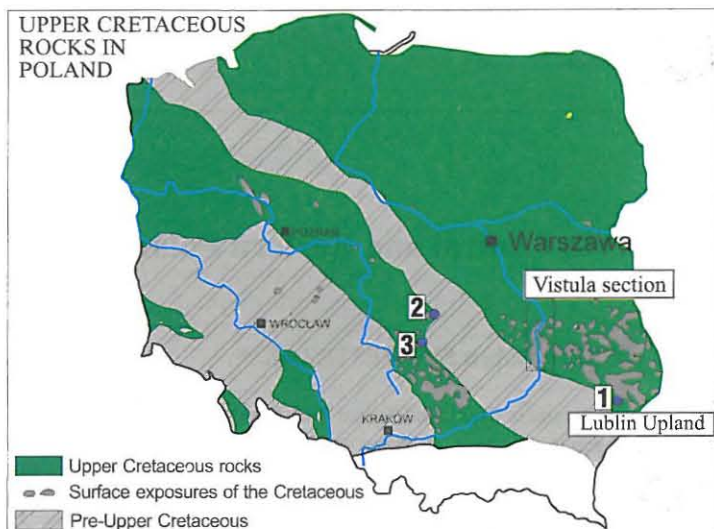 UPPER CRETACEOUS
ROCKS IN
POLAND
POZNAŃ
Warszawa
Vistula section
2
WROCŁAW
3
1
KRAKÓW
Lublin Upland
Upper Cretaceous rocks
Surface exposures of the Cretaceous
Pre-Upper Cretaceous